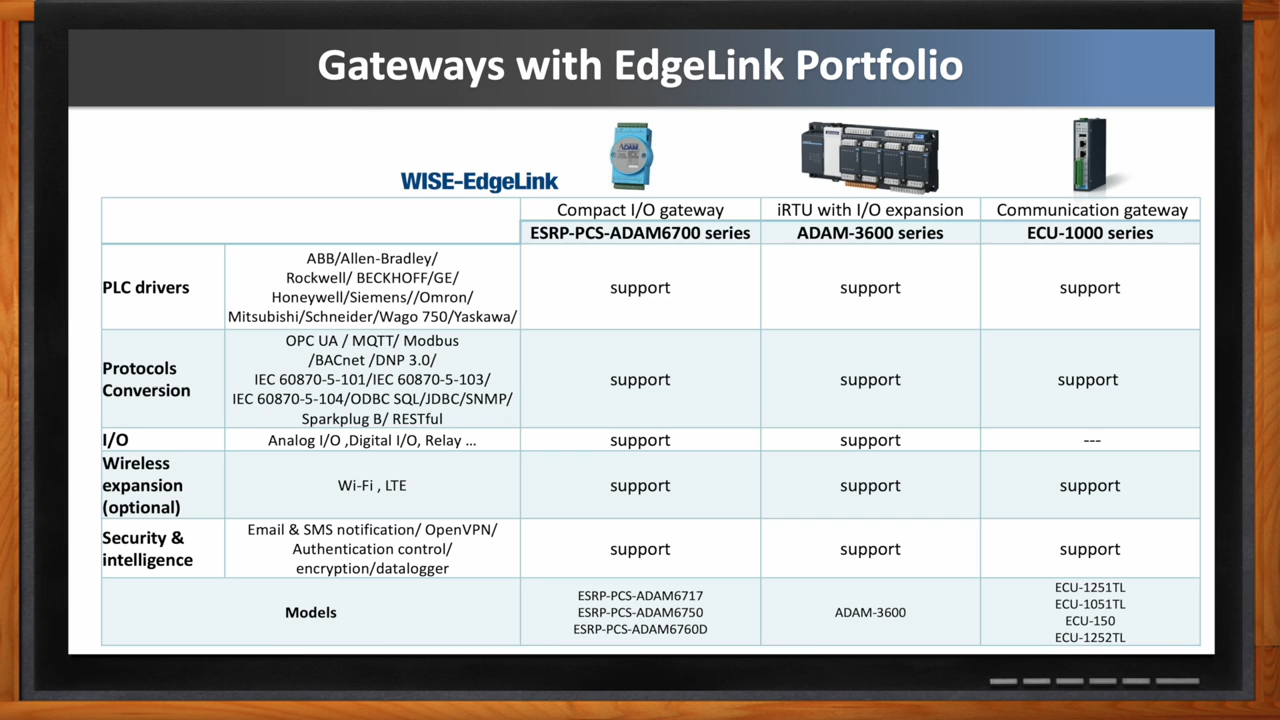 Gateways with EdgeLink Portfolio
ADAM
WISE-EdgeLink
Compact I/O gateway
iRTU with I/O expansion
Communication gateway
ESRP-PCS-ADAM6700 series
ADAM-3600 series
ECU-1000 series
PLC drivers
ABB/Allen-Bradley/
Rockwell/ BECKHOFF/GE/
Honeywell/Siemens//Omron/
Mitsubishi/Schneider/Wago 750/Yaskawa/
support
support
support
Protocols
Conversion
OPC UA / MQTT/ Modbus
/BACnet /DNP 3.0/
IEC 60870-5-101/IEC 60870-5-103/
IEC 60870-5-104/ODBC SQL/JDBC/SNMP/
Sparkplug B/ RESTful
support
support
support
I/O
Analog I/O ,Digital I/O, Relay ...
support
support
---
Wireless
expansion
(optional)
Wi-Fi , LTE
support
support
support
Security &
intelligence
Email & SMS notification/ OpenVPN/
Authentication control/
encryption/datalogger
support
support
support
Models
ESRP-PCS-ADAM6717
ESRP-PCS-ADAM6750
ESRP-PCS-ADAM6760D
ADAM-3600
ECU-1251TL
ECU-1051TL
ECU-150
ECU-1252TL